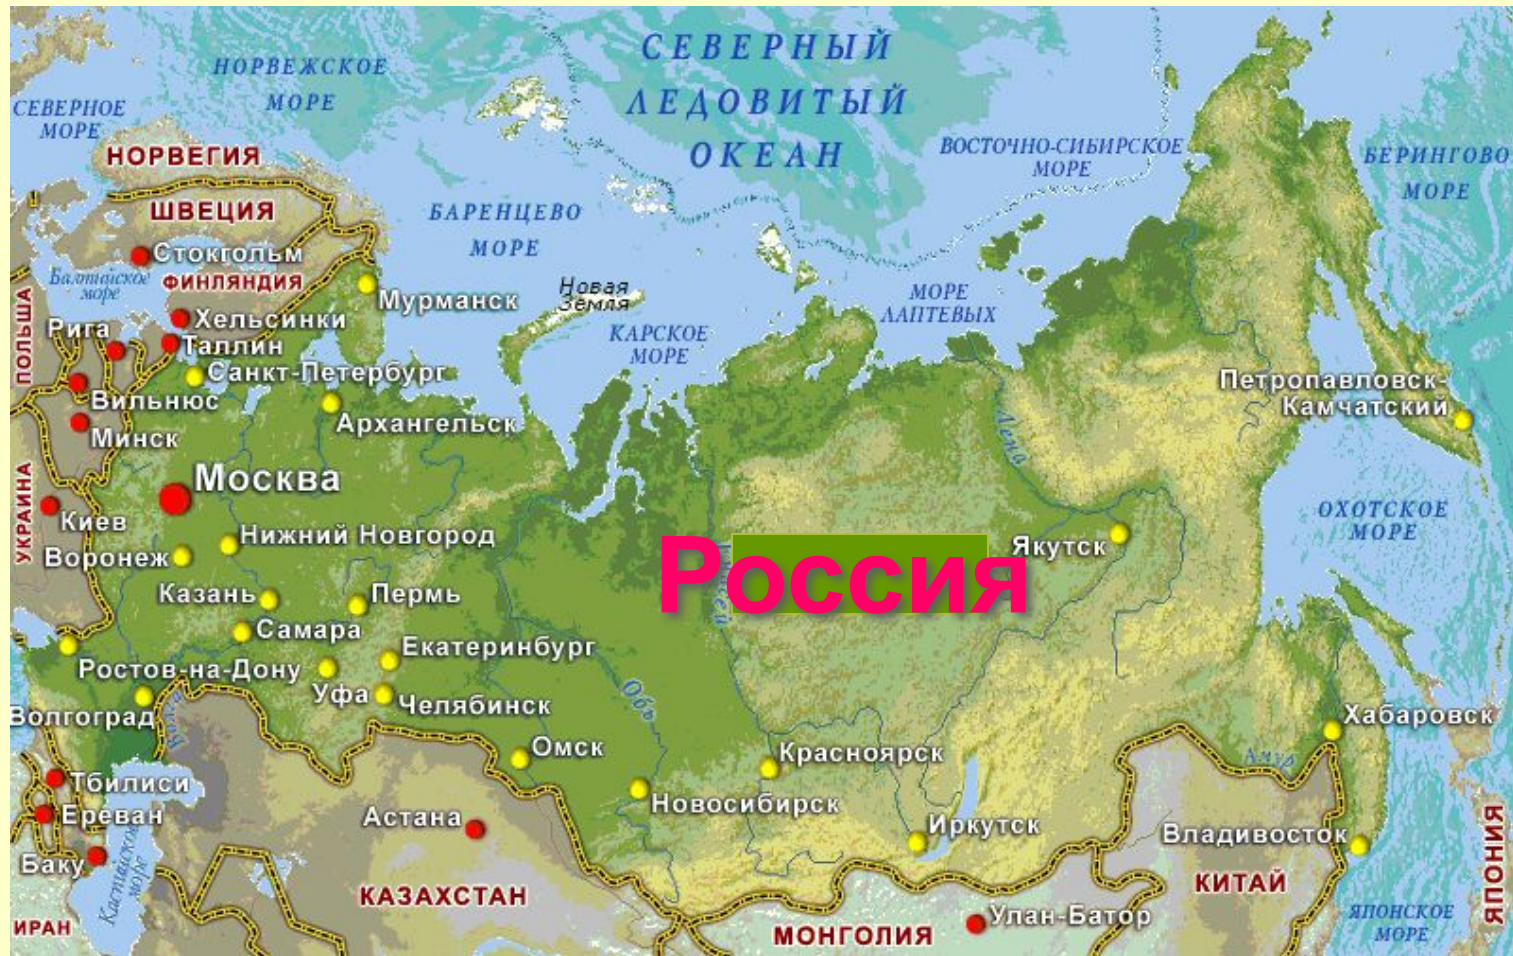 СЕВЕРНЫЙ
ЛЕДОВИТЫЙ
ОКЕАН
НОРВЕЖСКОЕ
МОРЕ
СЕВЕРНОЕ
МОРЕ
НОРВЕГИЯ
ВОСТОЧНО-СИБИРСКОЕ
МОРЕ
БЕРИНГОВО
МОРЕ
ШВЕЦИЯ
БАРЕНЦЕВО
МОРЕ
Стокгольм
Балтийское
море
ФИНЛЯНДИЯ
Мурманск
Новая
Земля
МОРЕ
ЛАПТЕВЫХ
КАРСКОЕ
МОРЕ
ПОЛЬША
Рига
Хельсинки
Таллин
Санкт-Петербург
Вильнюс
Архангельск
Минск
Петропавловск-
Камчатский
Лена
Москва
УКРАИНА
Киев
Нижний Новгород
Воронеж
ОХОТСКОЕ
МОРЕ
Россия
Якутск
Казань
Пермь
Самара
Екатеринбург
Ростов-на-Дону
Уфа
Челябинск
Обь
Волгоград
Волга
Хабаровск
Омск
Красноярск
Амур
Тбилиси
Новосибирск
Ереван
Астана
Иркутск
Владивосток
Баку
Каспийское
море
КАЗАХСТАН
КИТАЙ
ЯПОНИЯ
ИРАН
Улан-Батор
МОНГОЛИЯ
ЯПОНСКОЕ
МОРЕ